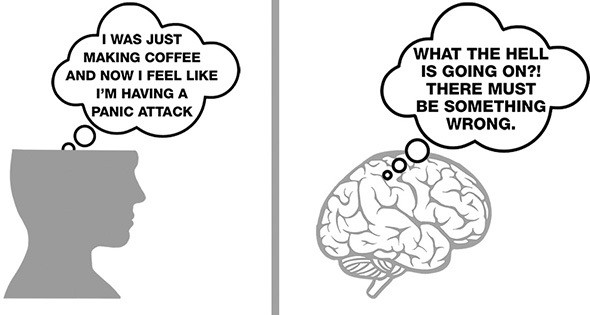 I WAS JUST
MAKING COFFEE
AND NOW I FEEL LIKE
I'M HAVING A
PANIC ATTACK
WHAT THE HELL
IS GOING ON?!
THERE MUST
BE SOMETHING
WRONG.